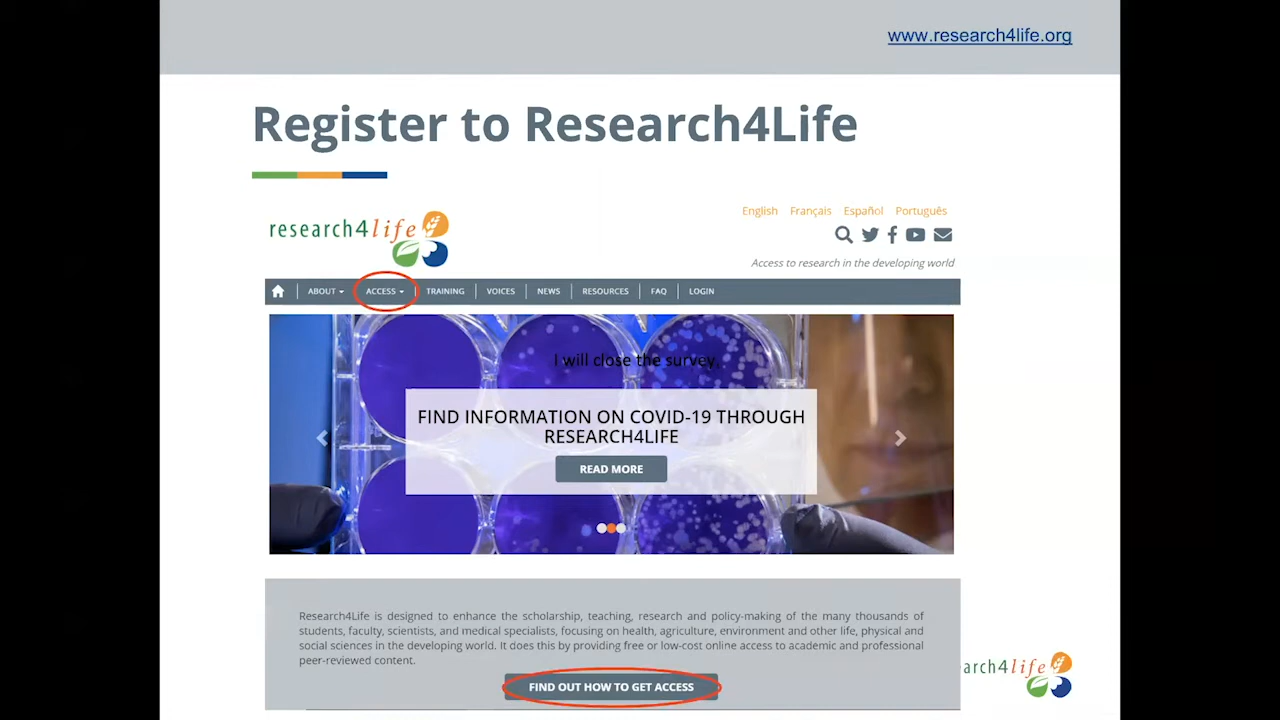 www.research4life.org
Register to Research4Life
research4life
English Français Español Português
Access to research in the developing world
ABOUT ACCESS TRAINING VOICES NEWS RESOURCES FAQ LOGIN
I will close the survey,
FIND INFORMATION ON COVID-19 THROUGH
RESEARCH4LIFE
READ MORE
Research4Life is designed to enhance the scholarship, teaching, research and policy-making of the many thousands of
students, faculty, scientists, and medical specialists, focusing on health, agriculture, environment and other life, physical and
social sciences in the developing world. It does this by providing free or low-cost online access to academic and professional
peer-reviewed content.
FIND OUT HOW TO GET ACCESS
arch4life